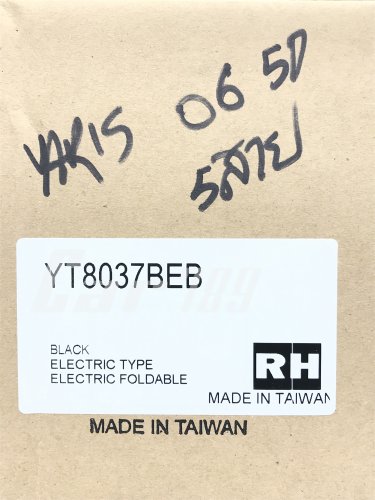 YARIS 06 5D
5สาย
YT8037BEB
BLACK
ELECTRIC TYPE
ELECTRIC FOLDABLE
RH
MADE IN TAIWAN
MADE IN TAIWAN